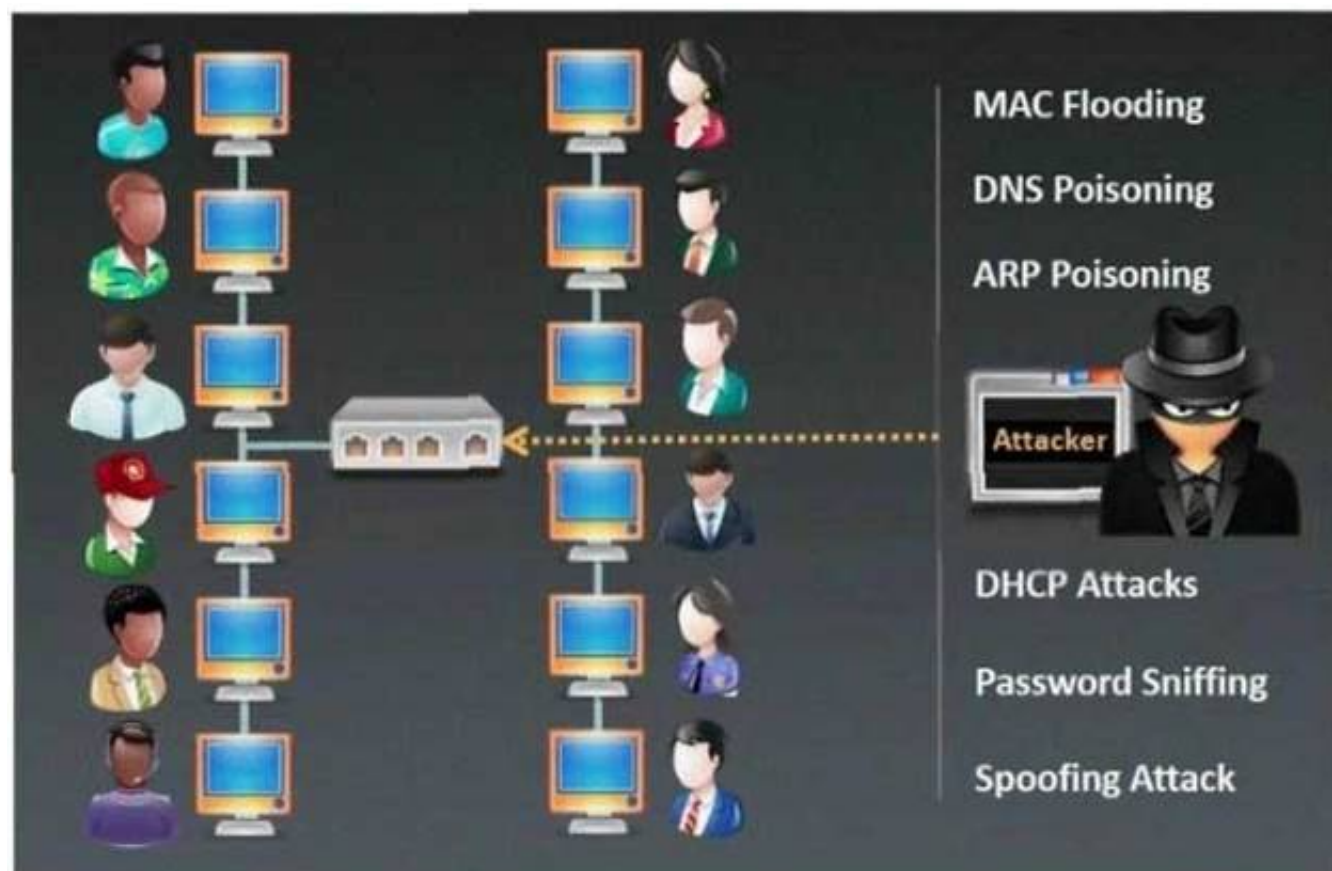 MAC Flooding
DNS Poisoning
ARP Poisoning
Attacker
DHCP Attacks
Password Sniffing
Spoofing Attack